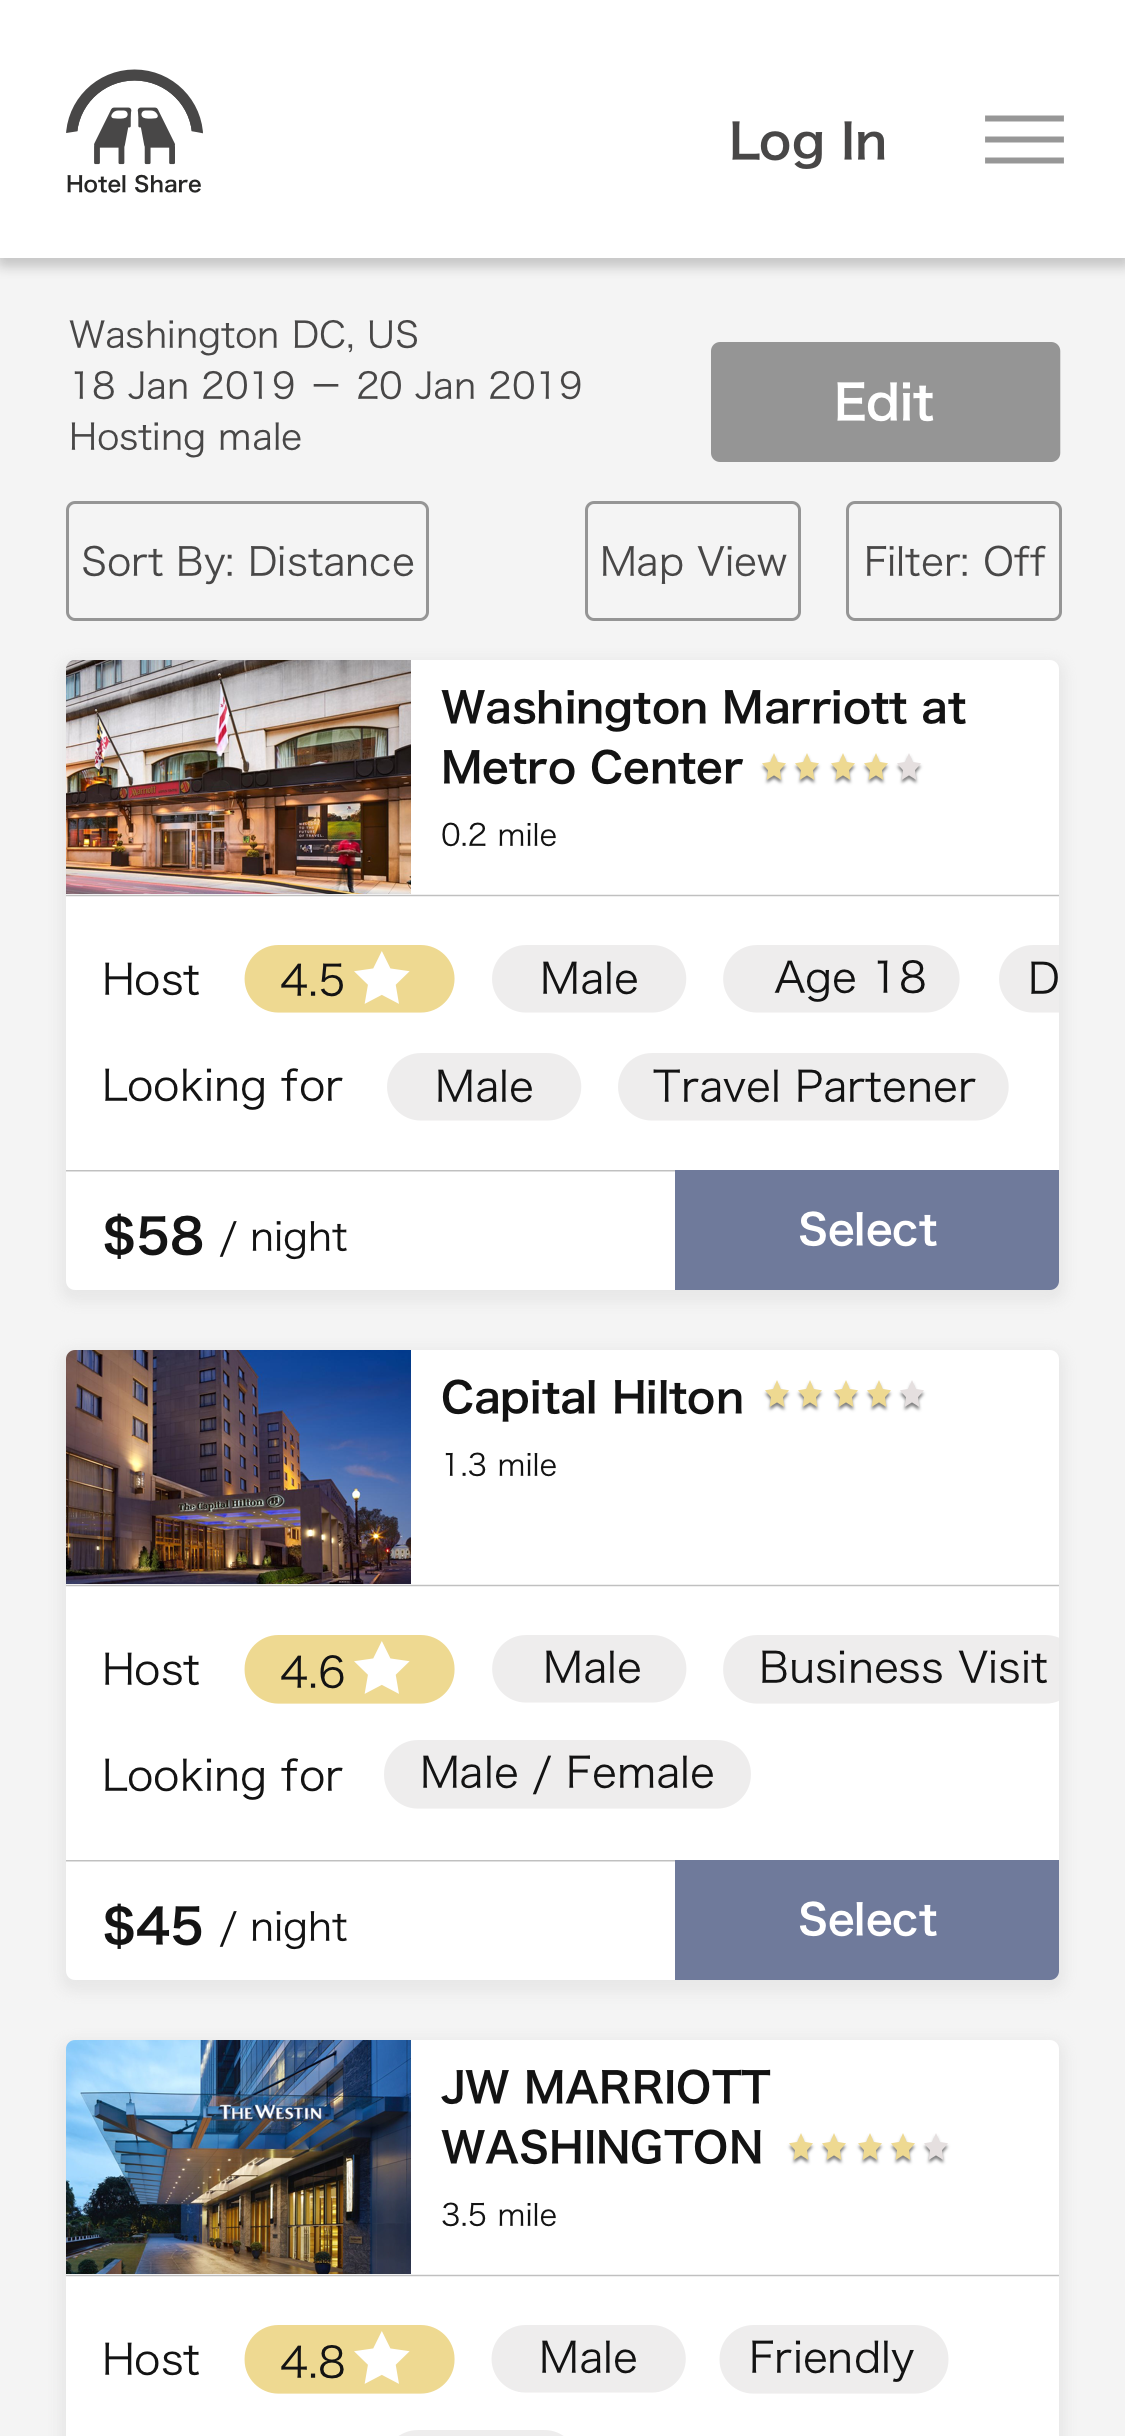 Hotel Share
Log In
Washington DC, US
18 Jan 2019 – 20 Jan 2019
Hosting male
Edit
Sort By: Distance
Map View
Filter: Off
Washington Marriott at
Metro Center
0.2 mile
Host 4.5 Male Age 18 D
Looking for Male Travel Partener
$58 / night
Select
The Capital Hilton
Capital Hilton
1.3 mile
Host 4.6 Male Business Visit
Looking for Male / Female
$45 / night
Select
THE WESTIN
JW MARRIOTT
WASHINGTON
3.5 mile
Host 4.8 Male Friendly